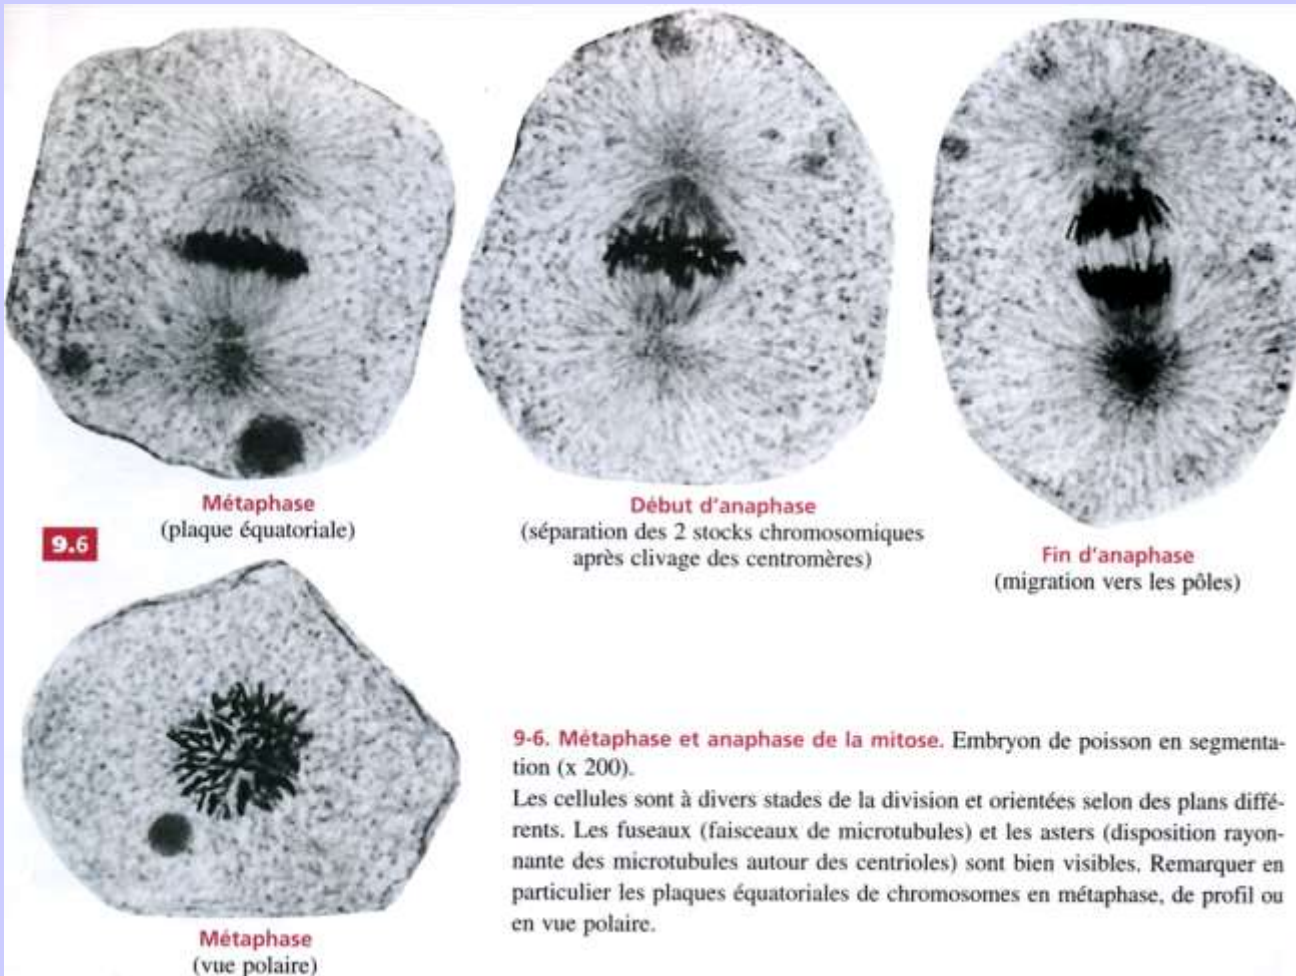 Métaphase
(plaque équatoriale)
Début d'anaphase
(séparation des 2 stocks chromosomiques
après clivage des centromères)
Fin d'anaphase
(migration vers les pôles)
9.6
Métaphase
(vue polaire)
9-6. Métaphase et anaphase de la mitose. Embryon de poisson en segmenta-
tion (x 200).
Les cellules sont à divers stades de la division et orientées selon des plans diffé-
rents. Les fuseaux (faisceaux de microtubules) et les asters (disposition rayon-
nante des microtubules autour des centrioles) sont bien visibles. Remarquer en
particulier les plaques équatoriales de chromosomes en métaphase, de profil ou
en vue polaire.